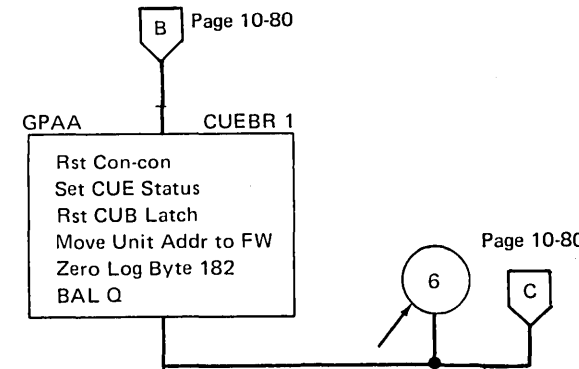 B
Page 10-80
GPAA CUEBR 1
Rst Con-con
Set CUE Status
Rst CUB Latch
Move Unit Addr to FW
Zero Log Byte 182
BAL Q
6
Page 10-80
C